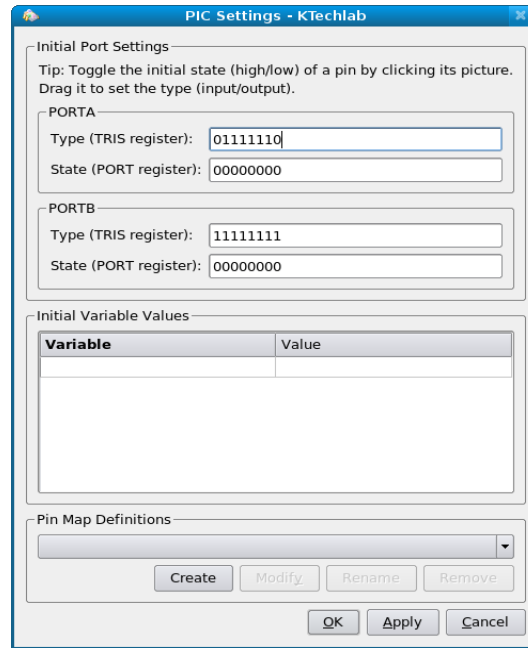 PIC Settings - KTechlab
Initial Port Settings
Tip: Toggle the initial state (high/low) of a pin by clicking its picture.
Drag it to set the type (input/output).
PORTA
Type (TRIS register): 01111110
State (PORT register): 00000000
PORTB
Type (TRIS register): 11111111
State (PORT register): 00000000
Initial Variable Values
Variable Value
Pin Map Definitions
Create Modify Rename Remove
OK Apply Cancel